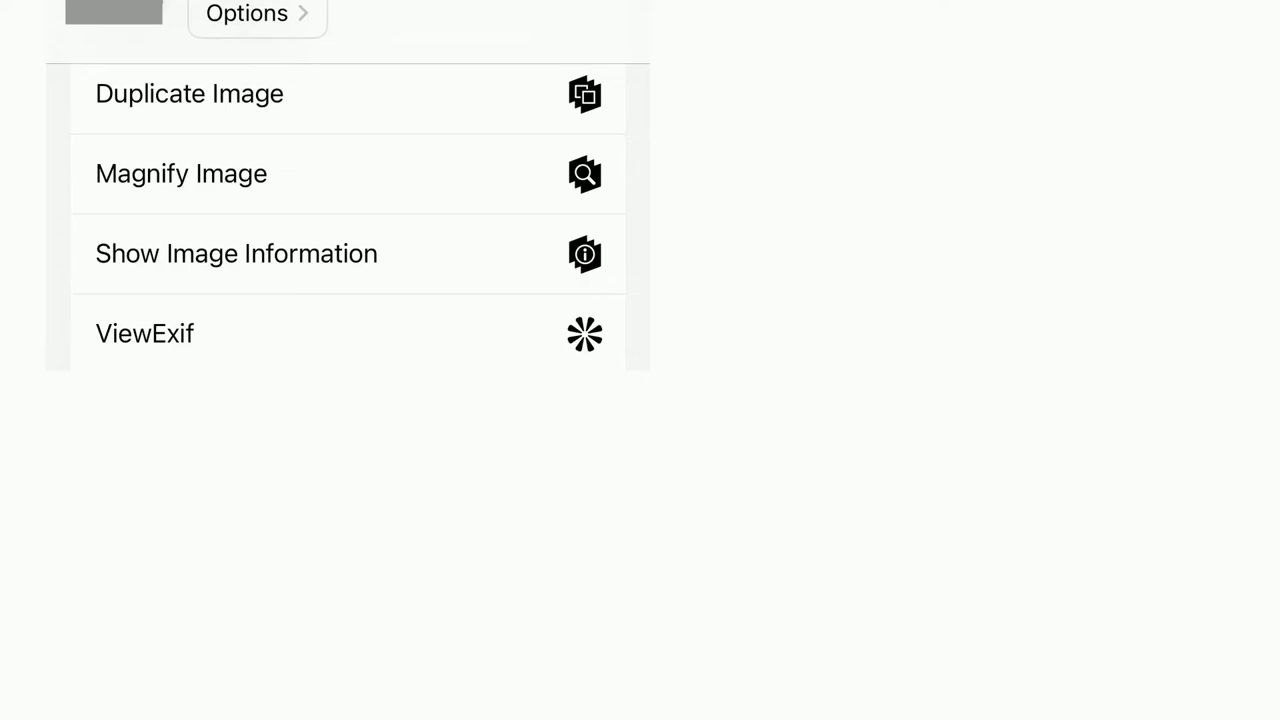 Options
Duplicate Image
Magnify Image
Show Image Information
ViewExif